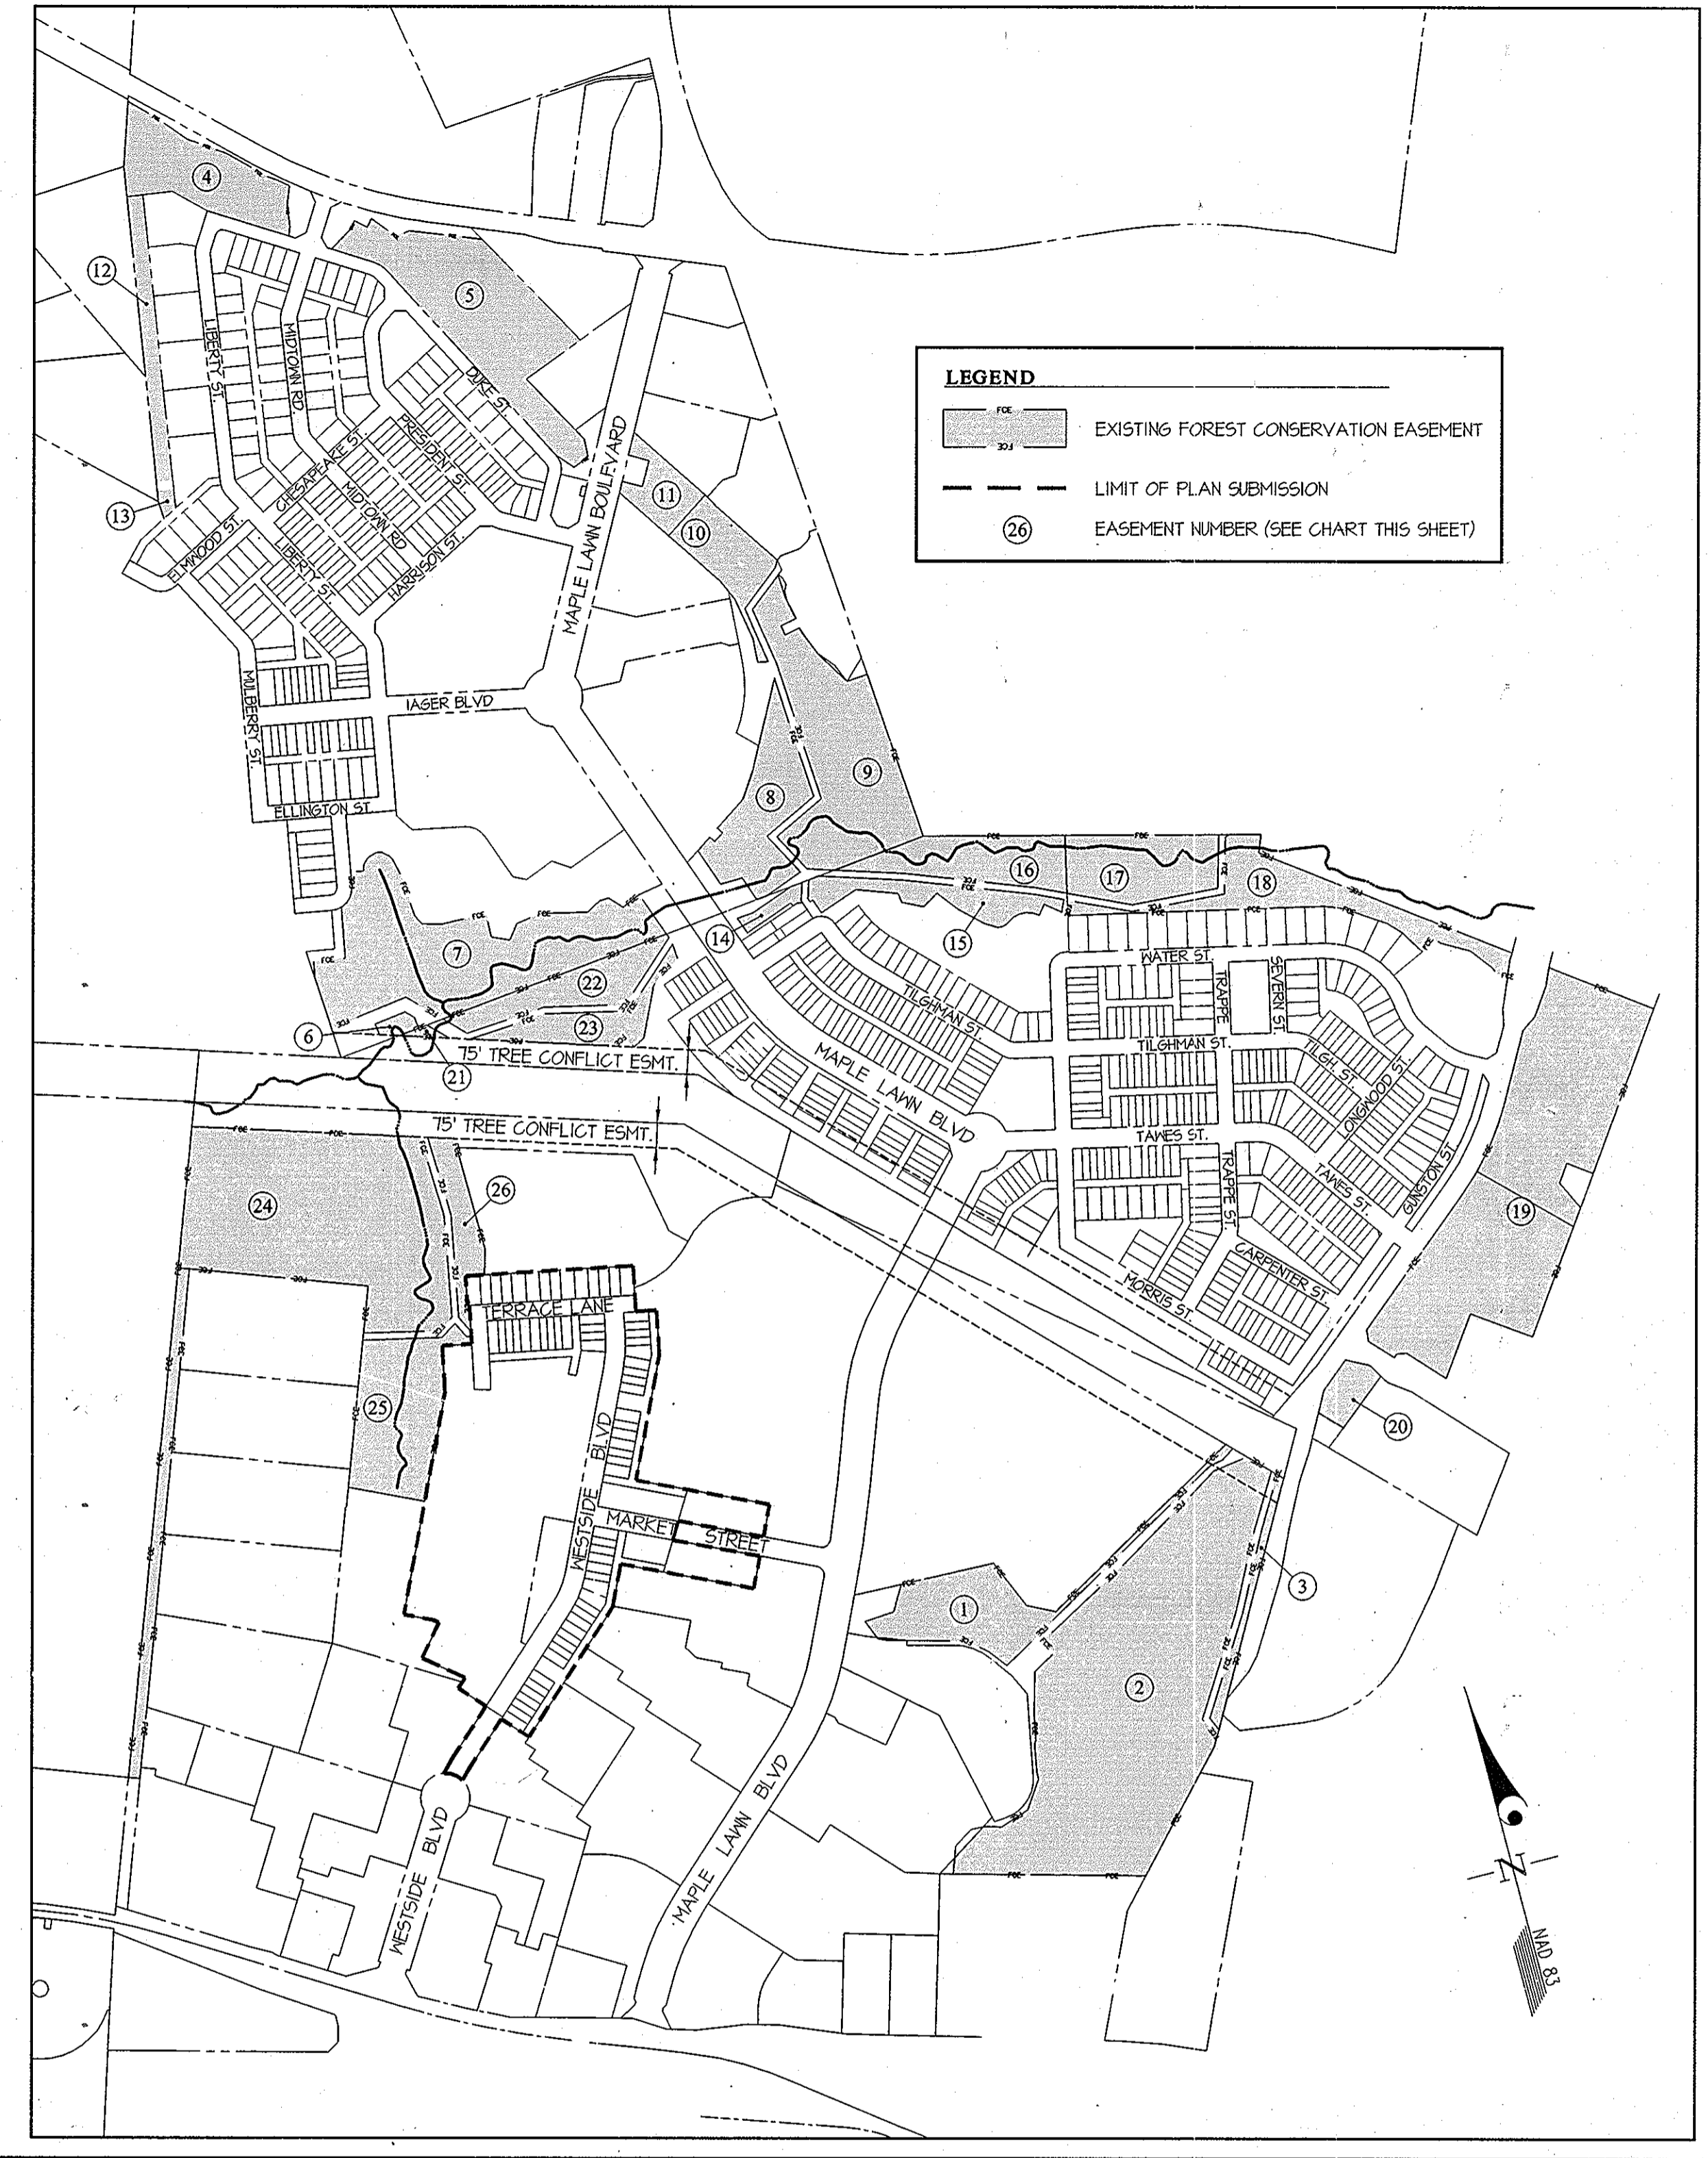 4
12
5
LIBERTY ST.
MIDTOWN RD.
DUKE ST.
LEGEND
FCE
FCE
EXISTING FOREST CONSERVATION EASEMENT
LIMIT OF PLAN SUBMISSION
26
EASEMENT NUMBER (SEE CHART THIS SHEET)
PRESIDENT ST.
CHESAPEAKE ST.
MIDTOWN RD
MAPLE LAWN BOULEVARD
11
10
13
ELMWOOD ST.
LIBERTY ST.
HARRISON ST.
MULBERRY ST.
IAGER BLVD
ELLINGTON ST.
8
9
FCE
16
17
18
14
15
7
22
23
6
21
75' TREE CONFLICT ESMT.
75' TREE CONFLICT ESMT.
WATER ST.
TRAPPE
SEVERN ST.
TILGHMAN ST.
TILGHMAN ST.
TILGH ST.
LONGWOOD ST.
MAPLE LAWN BLVD
TAWES ST.
TRAPPE ST.
TAWES ST.
GUNSTON ST.
19
CARPENTER ST.
MORRIS ST.
24
26
TERRACE LANE
25
20
WESTSIDE BLVD
MARKET STREET
3
1
2
MAPLE LAWN BLVD
WESTSIDE BLVD
N
NAD 83